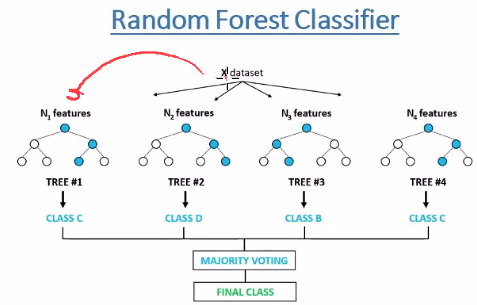 Random Forest Classifier
X dataset
N1 features N2 features N3 features N4 features
TREE #1 TREE #2 TREE #3 TREE #4
CLASS C CLASS D CLASS B CLASS C
MAJORITY VOTING
FINAL CLASS